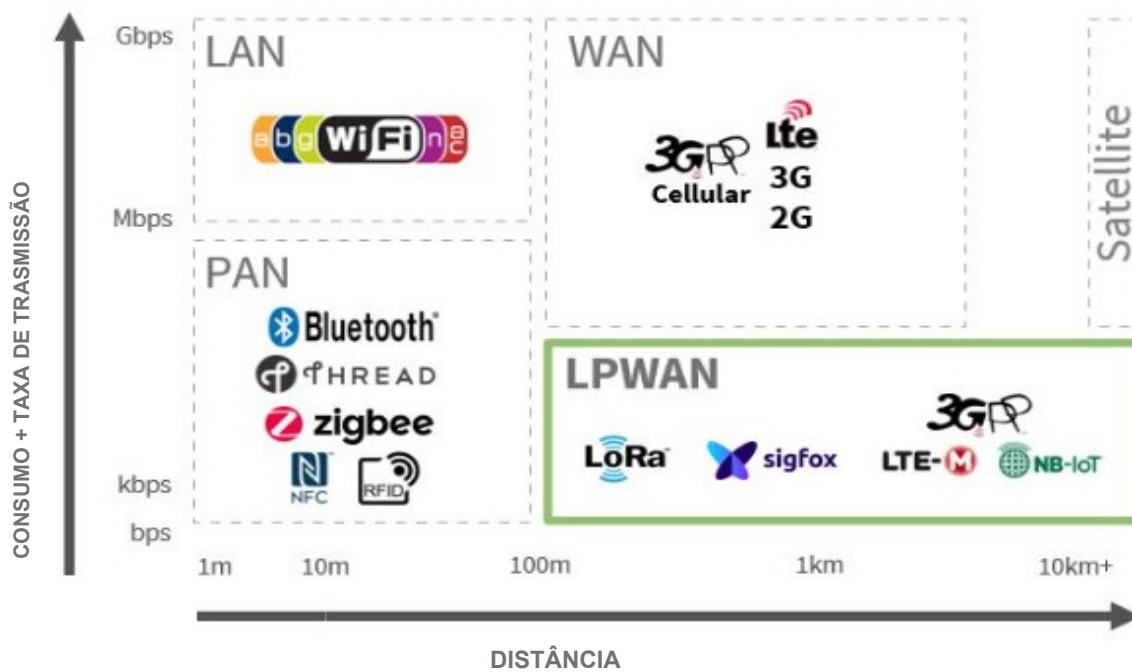 Gbps
LAN
WAN
a b g WiFi n ac
Lte
3GPP
Cellular
3G
2G
Satellite
Mbps
PAN
Bluetooth
THREAD
zigbee
NFC
RFID
LPWAN
3GPP
LoRa
sigfox
LTE-M
NB-IoT
kbps
bps
1m
10m
100m
1km
10km+
CONSUMO + TAXA DE TRASMISSÃO
DISTÂNCIA